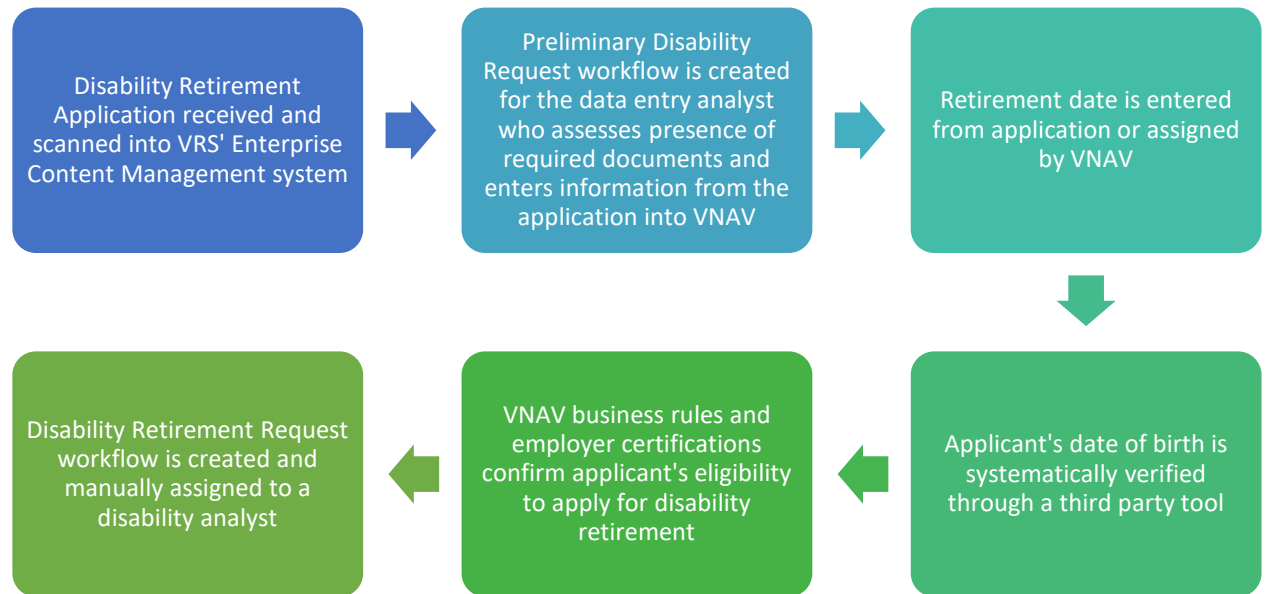 Disability Retirement
Application received and
scanned into VRS' Enterprise
Content Management system
Preliminary Disability
Request workflow is created
for the data entry analyst
who assesses presence of
required documents and
enters information from the
application into VNAV
Retirement date is entered
from application or assigned
by VNAV
Applicant's date of birth is
systematically verified
through a third party tool
VNAV business rules and
employer certifications
confirm applicant's eligibility
to apply for disability
retirement
Disability Retirement Request
workflow is created and
manually assigned to a
disability analyst